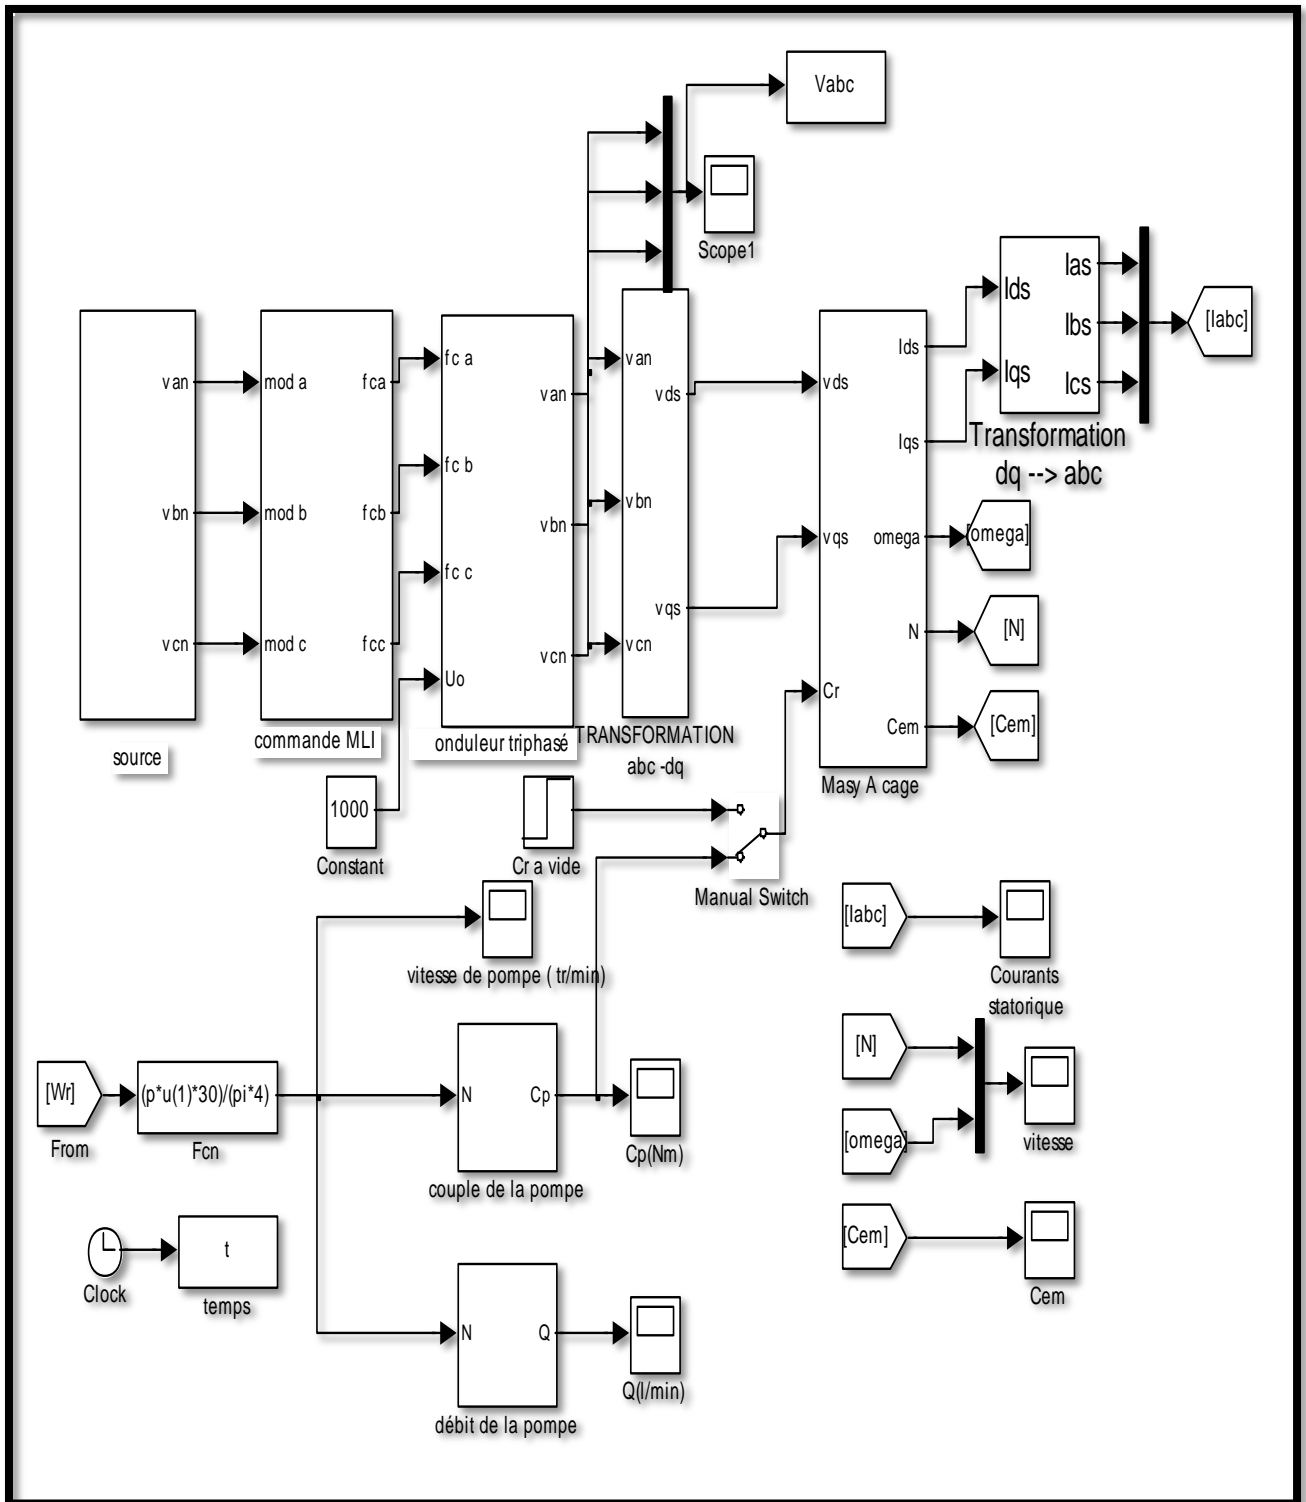 Vabc
Scope1
Ias
Ids
Ibs
[Iabc]
Iqs
Ics
Transformation
dq --> abc
van
mod a
fca
fc a
van
van
vds
vds
Ids
Iqs
vbn
mod b
fcb
fc b
vbn
vbn
vqs
omega
[omega]
fc c
vqs
N
[N]
vcn
mod c
fcc
Uo
vcn
vcn
Cr
Cem
[Cem]
source
commande MLI
onduleur triphasé
TRANSFORMATION
abc -dq
Masy A cage
1000
Constant
Cr a vide
Manual Switch
[Iabc]
Courants
statorique
vitesse de pompe ( tr/min)
[N]
[omega]
vitesse
[Wr]
From
(p*u(1)*30)/(pi*4)
Fcn
N
Cp
couple de la pompe
Cp(Nm)
[Cem]
Cem
Clock
t
temps
N
Q
débit de la pompe
Q(l/min)